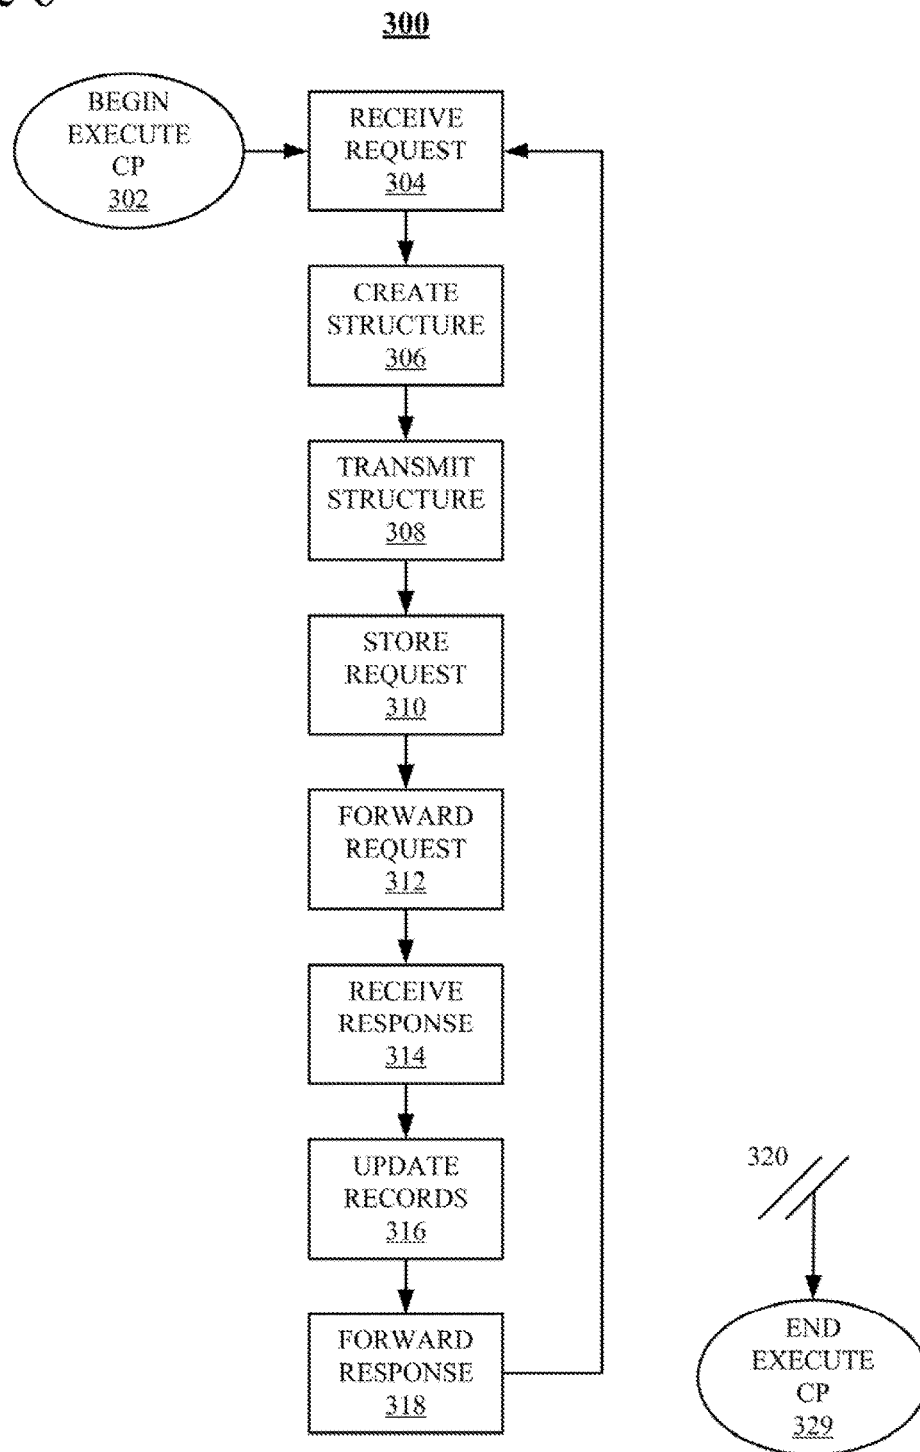 300
BEGIN
EXECUTE
CP
302
RECEIVE
REQUEST
304
CREATE
STRUCTURE
306
TRANSMIT
STRUCTURE
308
STORE
REQUEST
310
FORWARD
REQUEST
312
RECEIVE
RESPONSE
314
UPDATE
RECORDS
316
FORWARD
RESPONSE
318
320
END
EXECUTE
CP
329